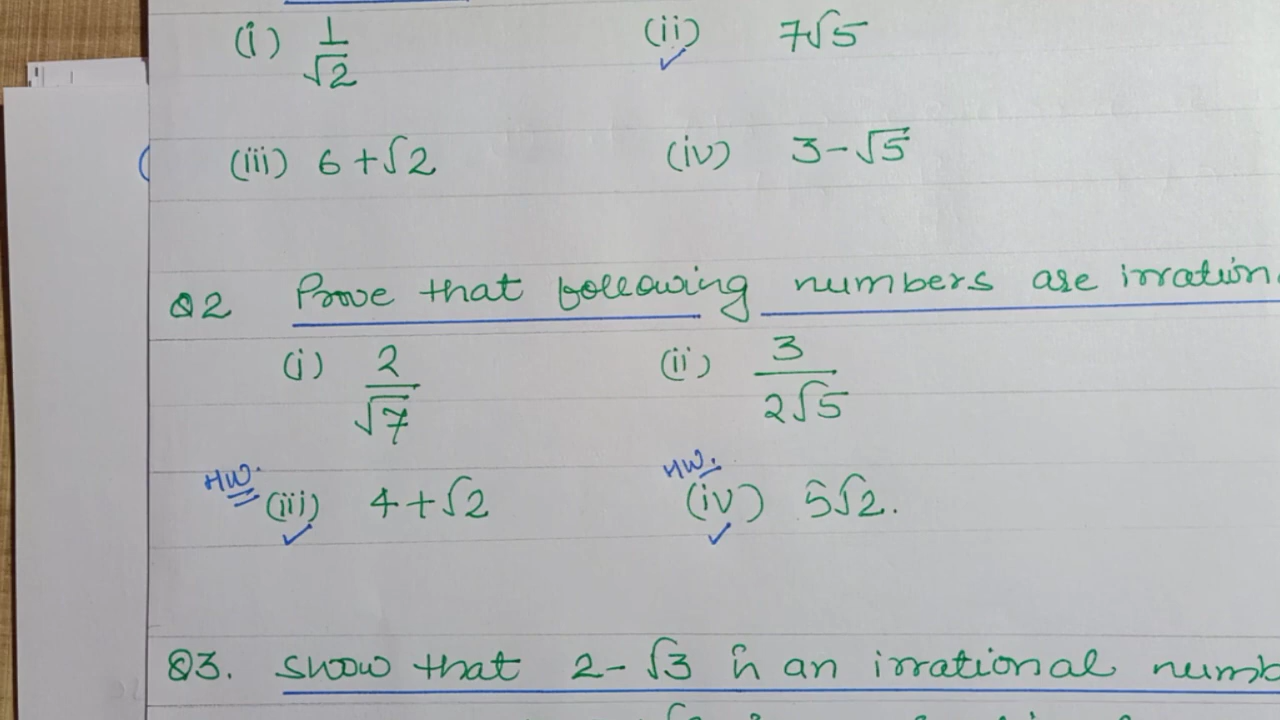 (i) 1/√2 (ii) 7√5
(iii) 6+√2 (iv) 3-√5
Q2 Prove that following numbers are irration
(i) 2/√7 (ii) 3/2√5
HW. HW.
(iii) 4+√2 (iv) 5√2.
Q3. Show that 2-√3 is an irrational numb